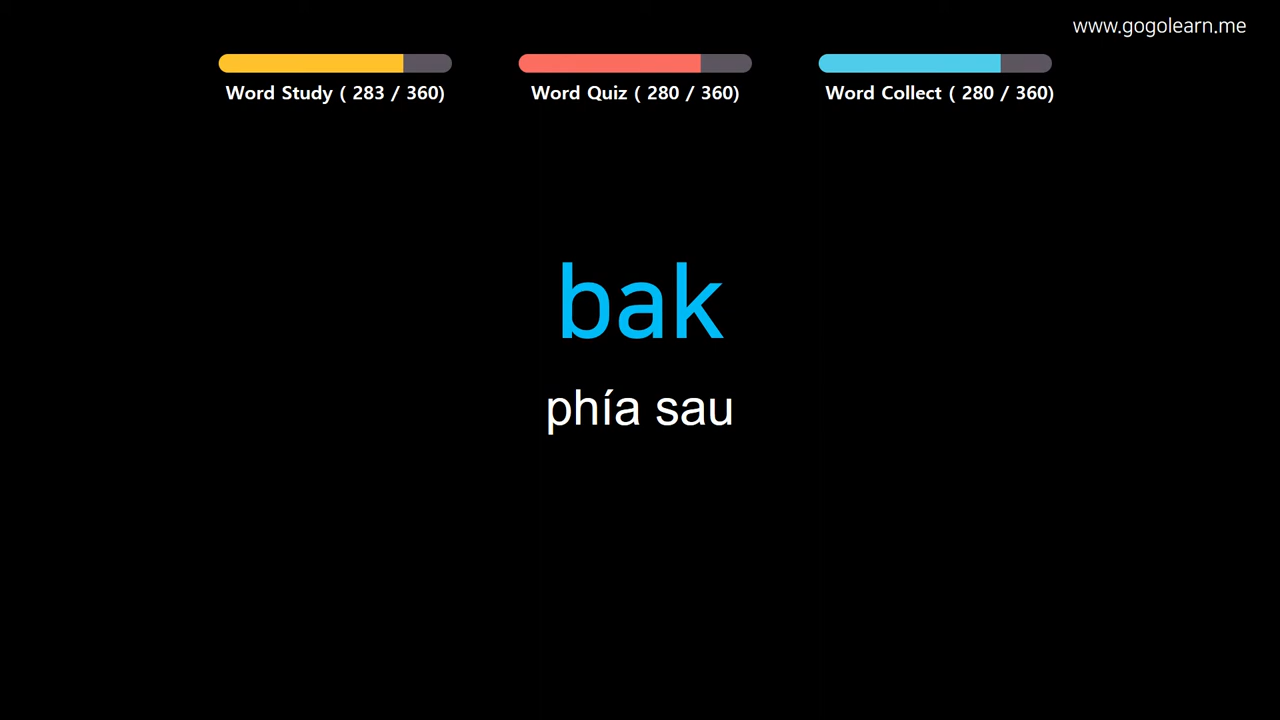 www.gogolearn.me
Word Study ( 283 / 360)
Word Quiz ( 280 / 360)
Word Collect ( 280 / 360)
bak
phía sau